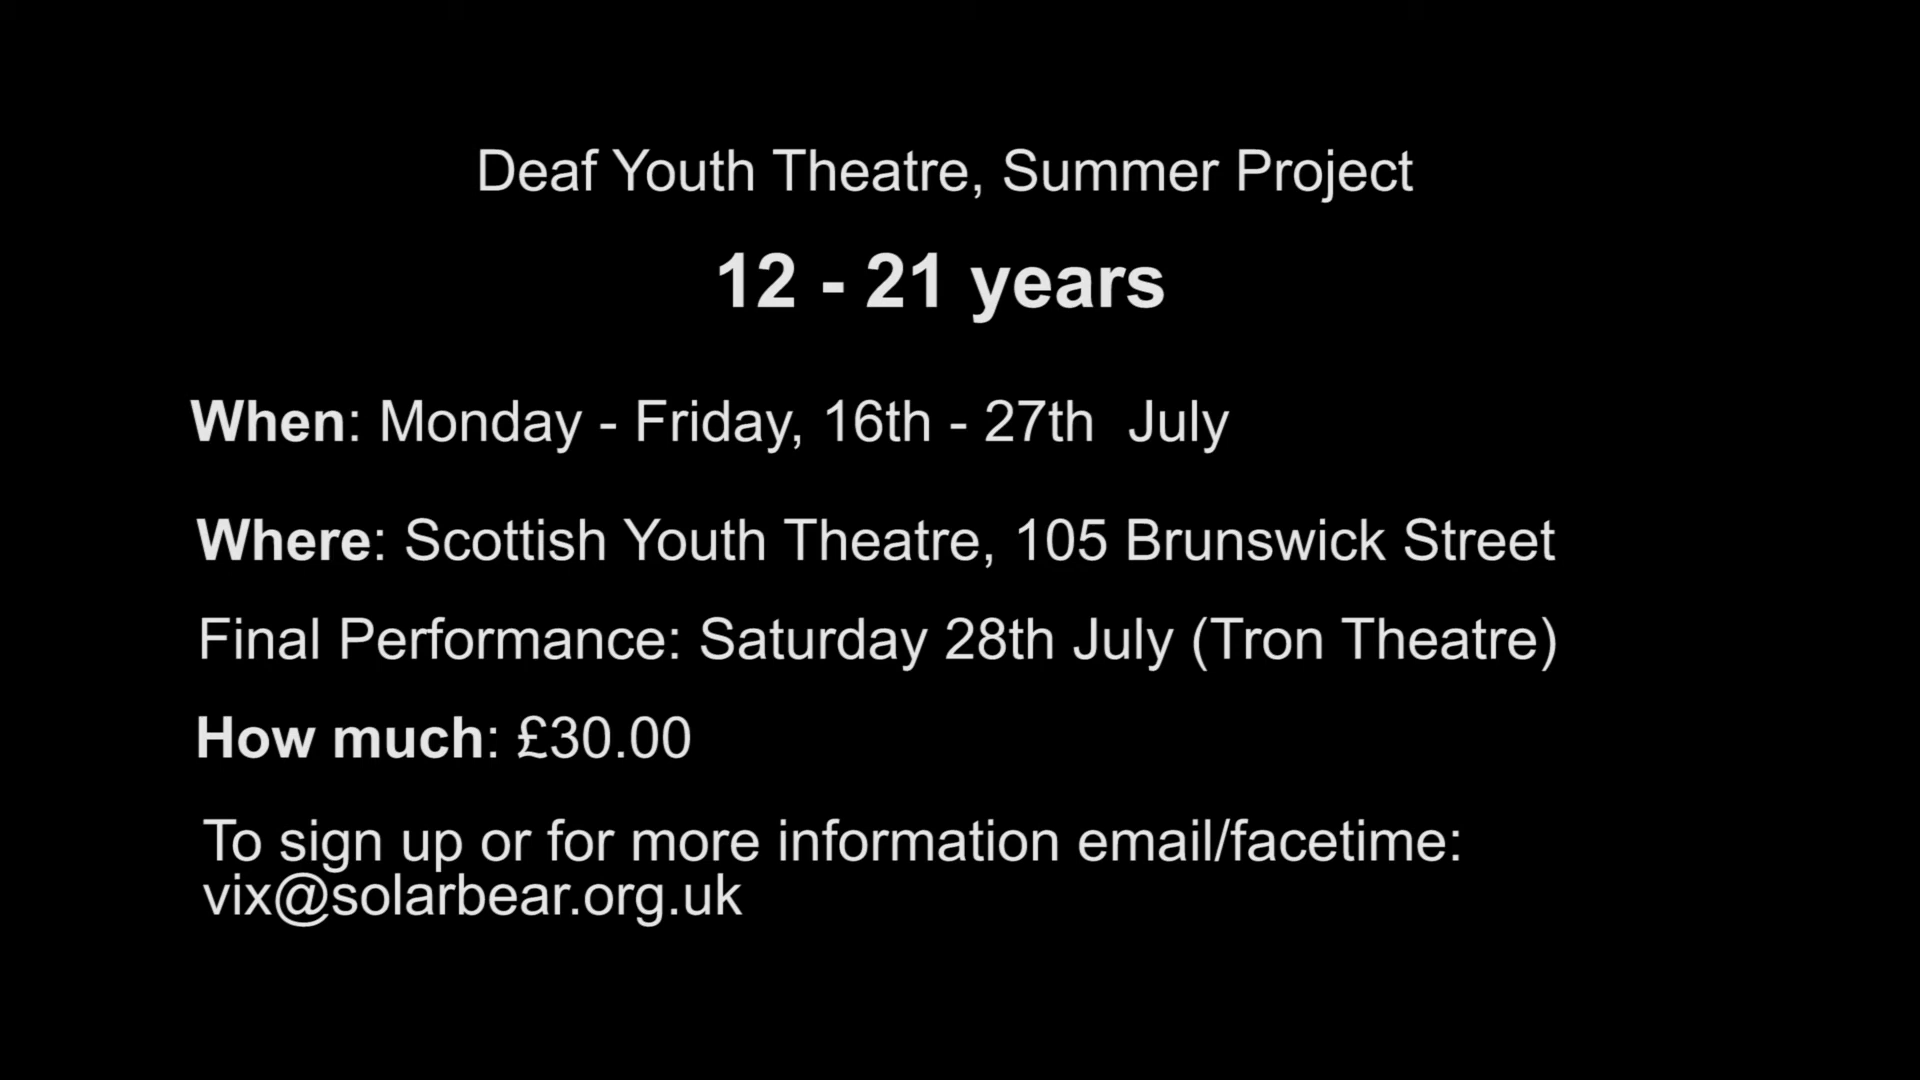 Deaf Youth Theatre, Summer Project
12 - 21 years
When: Monday - Friday, 16th - 27th  July
Where: Scottish Youth Theatre, 105 Brunswick Street
Final Performance: Saturday 28th July (Tron Theatre)
How much: £30.00
To sign up or for more information email/facetime:
vix@solarbear.org.uk